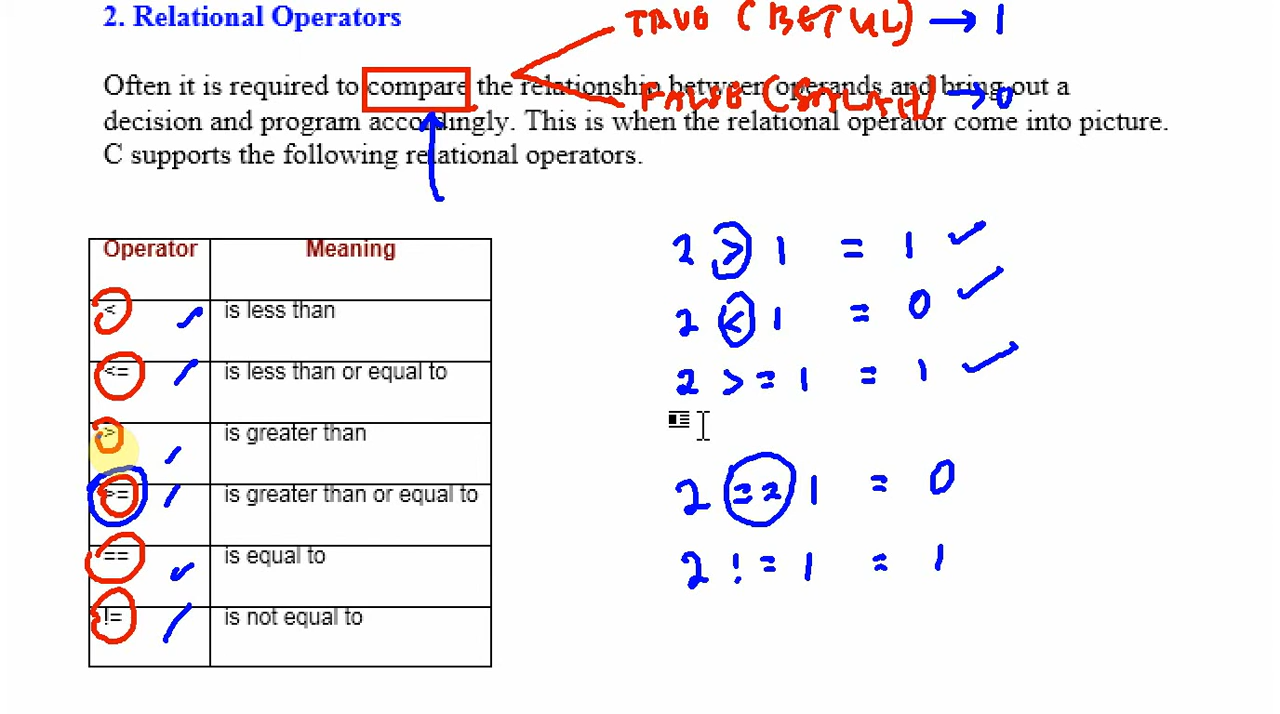 2. Relational Operators
TRUE (BETUL) → 1
Often it is required to compare the relationship between operands and bring out a
FALSE (SALAH) → 0
decision and program accordingly. This is when the relational operator come into picture.
C supports the following relational operators.
Operator Meaning
< is less than
<= is less than or equal to
> is greater than
>= is greater than or equal to
== is equal to
!= is not equal to
2 > 1 = 1
2 < 1 = 0
2 >= 1 = 1
2 == 1 = 0
2 != 1 = 1